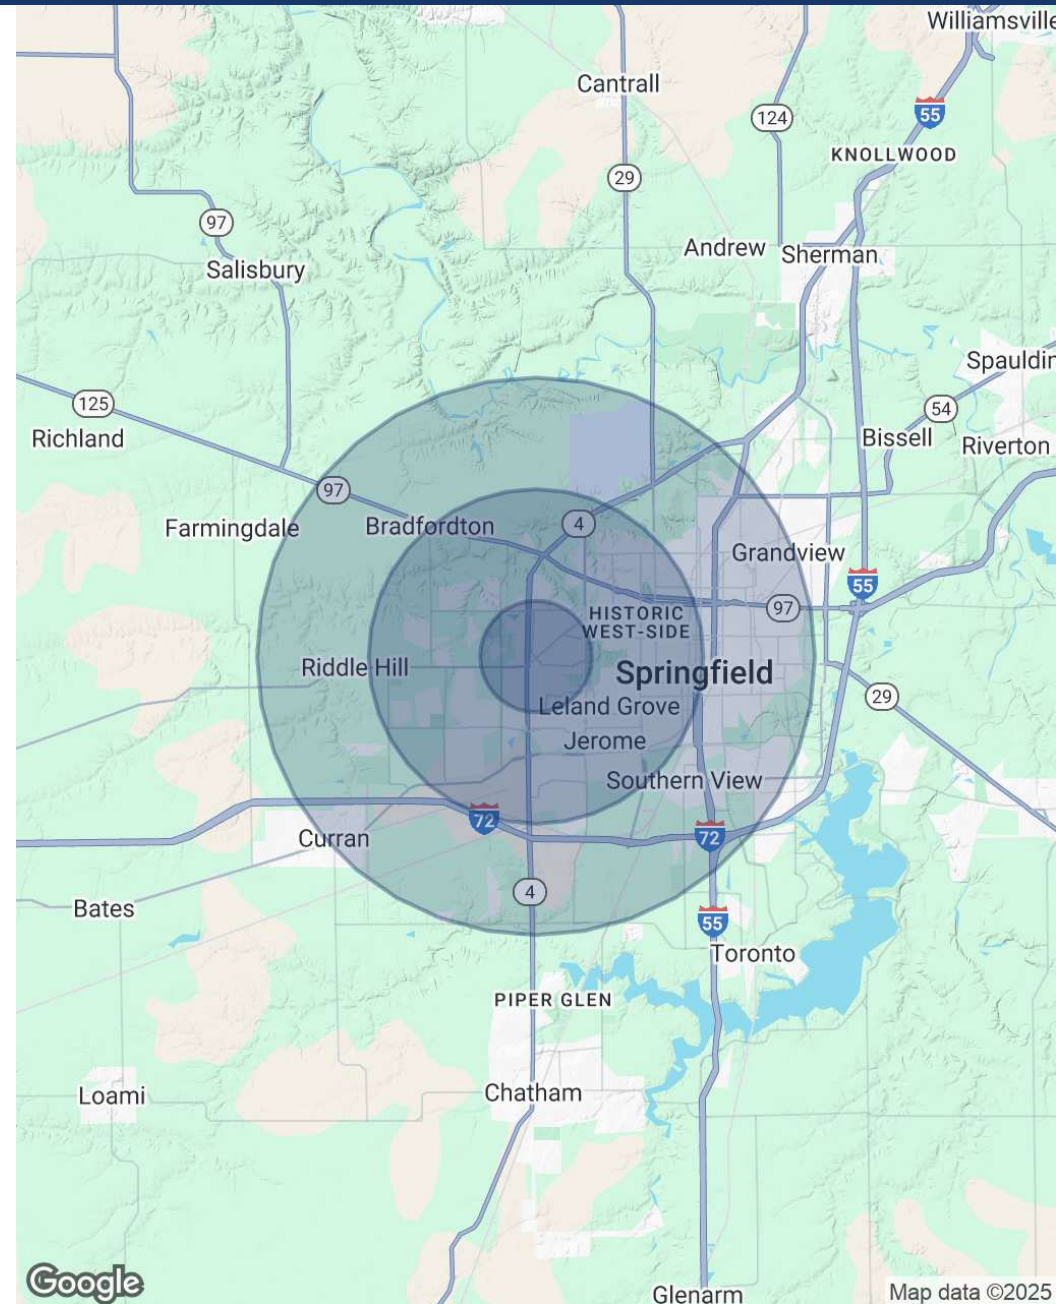 Williamsville
Cantrall
55
124
KNOLLWOOD
29
97
Andrew
Sherman
Salisbury
Spauldin
125
54
Richland
Bissell
Riverton
97
Farmingdale
Bradfordton
4
Grandview
55
97
HISTORIC
WEST-SIDE
Riddle Hill
Springfield
29
Leland Grove
Jerome
Southern View
72
72
Curran
4
Bates
55
Toronto
PIPER GLEN
Loami
Chatham
Google
Glenarm
Map data ©2025